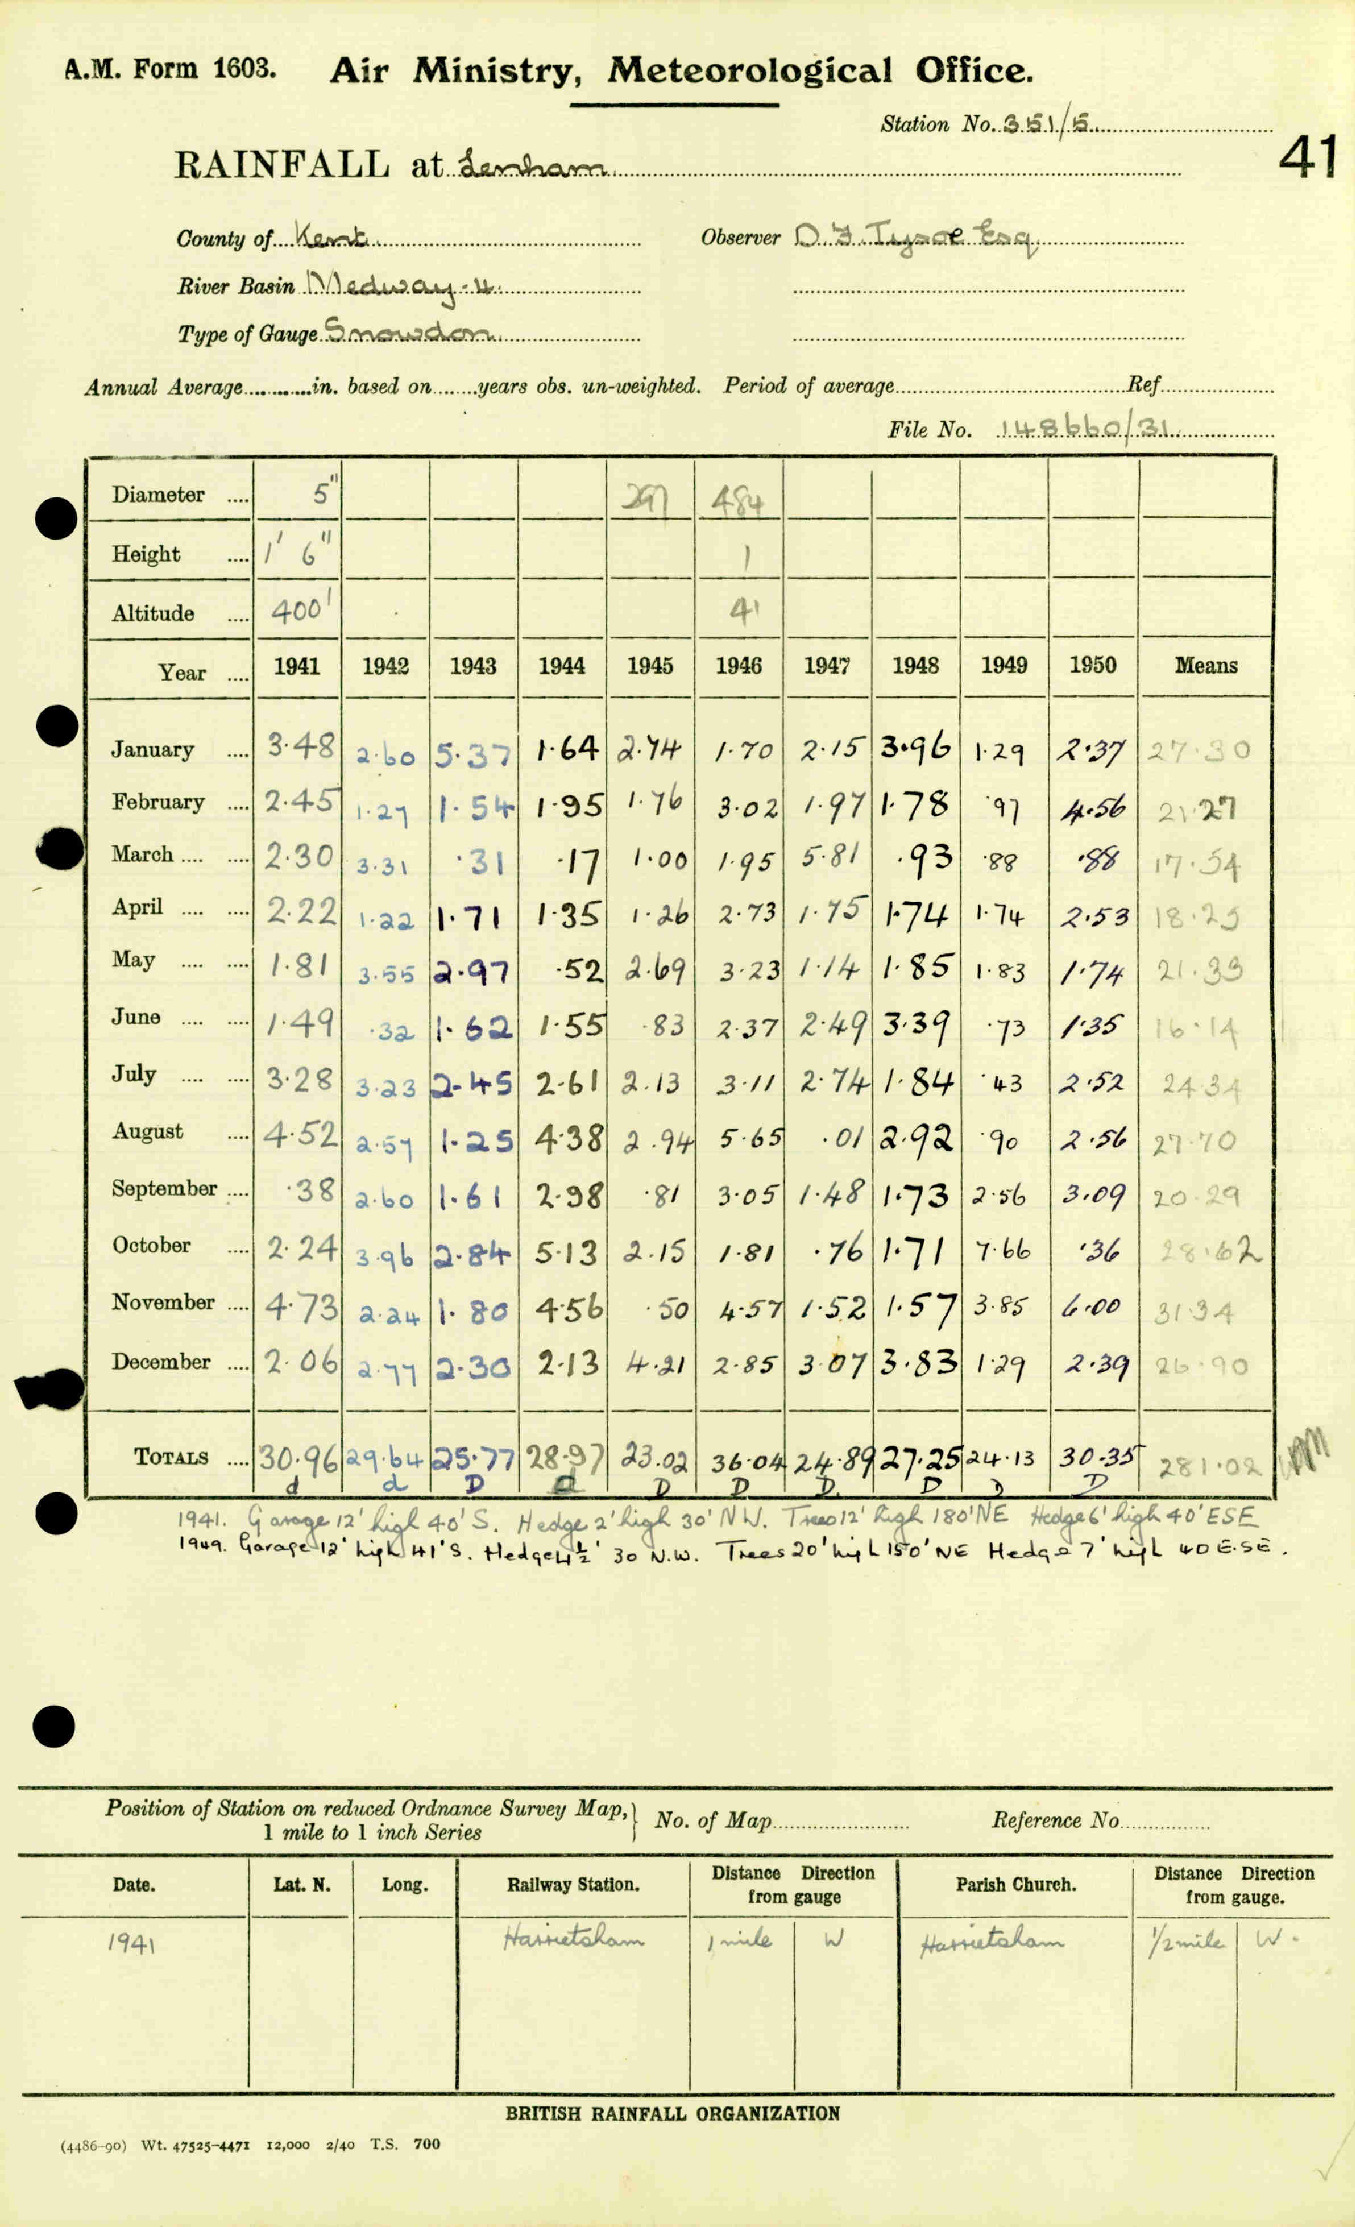 A.M. Form 1603. Air Ministry, Meteorological Office.
Station No. 351/5
41
RAINFALL at Lenham
County of Kent Observer D. F. Tysoe Esq
River Basin Medway-4
Type of Gauge Snowdon
Annual Average............in. based on.......years obs. un-weighted. Period of average..............Ref..............
File No. 148660/31
Diameter .... 5" 297 484
Height .... 1' 6" 1
Altitude .... 400' 41
Year .... 1941 1942 1943 1944 1945 1946 1947 1948 1949 1950 Means
January .... 3.48 2.60 5.37 1.64 2.74 1.70 2.15 3.96 1.29 2.37 27.30
February .... 2.45 1.27 1.54 1.95 1.76 3.02 1.97 1.78 .97 4.56 21.27
March .... .... 2.30 3.31 .31 .17 1.00 1.95 5.81 .93 .88 .88 17.54
April .... .... 2.22 1.22 1.71 1.35 1.26 2.73 1.75 1.74 1.74 2.53 18.25
May .... .... 1.81 3.55 2.97 .52 2.69 3.23 1.14 1.85 1.83 1.74 21.33
June .... .... 1.49 .32 1.62 1.55 .83 2.37 2.49 3.39 .73 1.35 16.14
July .... .... 3.28 3.23 2.45 2.61 2.13 3.11 2.74 1.84 .43 2.52 24.34
August .... 4.52 2.57 1.25 4.38 2.94 5.65 .01 2.92 .90 2.56 27.70
September .... .38 2.60 1.61 2.98 .81 3.05 1.48 1.73 2.56 3.09 20.29
October .... 2.24 3.96 2.84 5.13 2.15 1.81 .76 1.71 7.66 .36 28.62
November .... 4.73 2.24 1.80 4.56 .50 4.57 1.52 1.57 3.85 6.00 31.34
December .... 2.06 2.77 2.30 2.13 4.21 2.85 3.07 3.83 1.29 2.39 26.90
TOTALS .... 30.96 29.64 25.77 28.97 23.02 36.04 24.89 27.25 24.13 30.35 281.02
d d D d D D D. D D D
1941. Garage 12' high 40' S. Hedge 2' high 30' NW. Trees 12' high 180' NE Hedge 6' high 40' ESE
1949. Garage 12' high 41' S. Hedge 4½' 30 N.W. Trees 20' high 150' NE Hedge 7' high 40 E.SE.
Position of Station on reduced Ordnance Survey Map, 1 mile to 1 inch Series } No. of Map.............. Reference No..............
Date. Lat. N. Long. Railway Station. Distance Direction from gauge Parish Church. Distance Direction from gauge.
1941 Harrietsham 1 mile W Harrietsham 1/2 mile W.
BRITISH RAINFALL ORGANIZATION
(4486-90) Wt. 47525-4471 12,000 2/40 T.S. 700